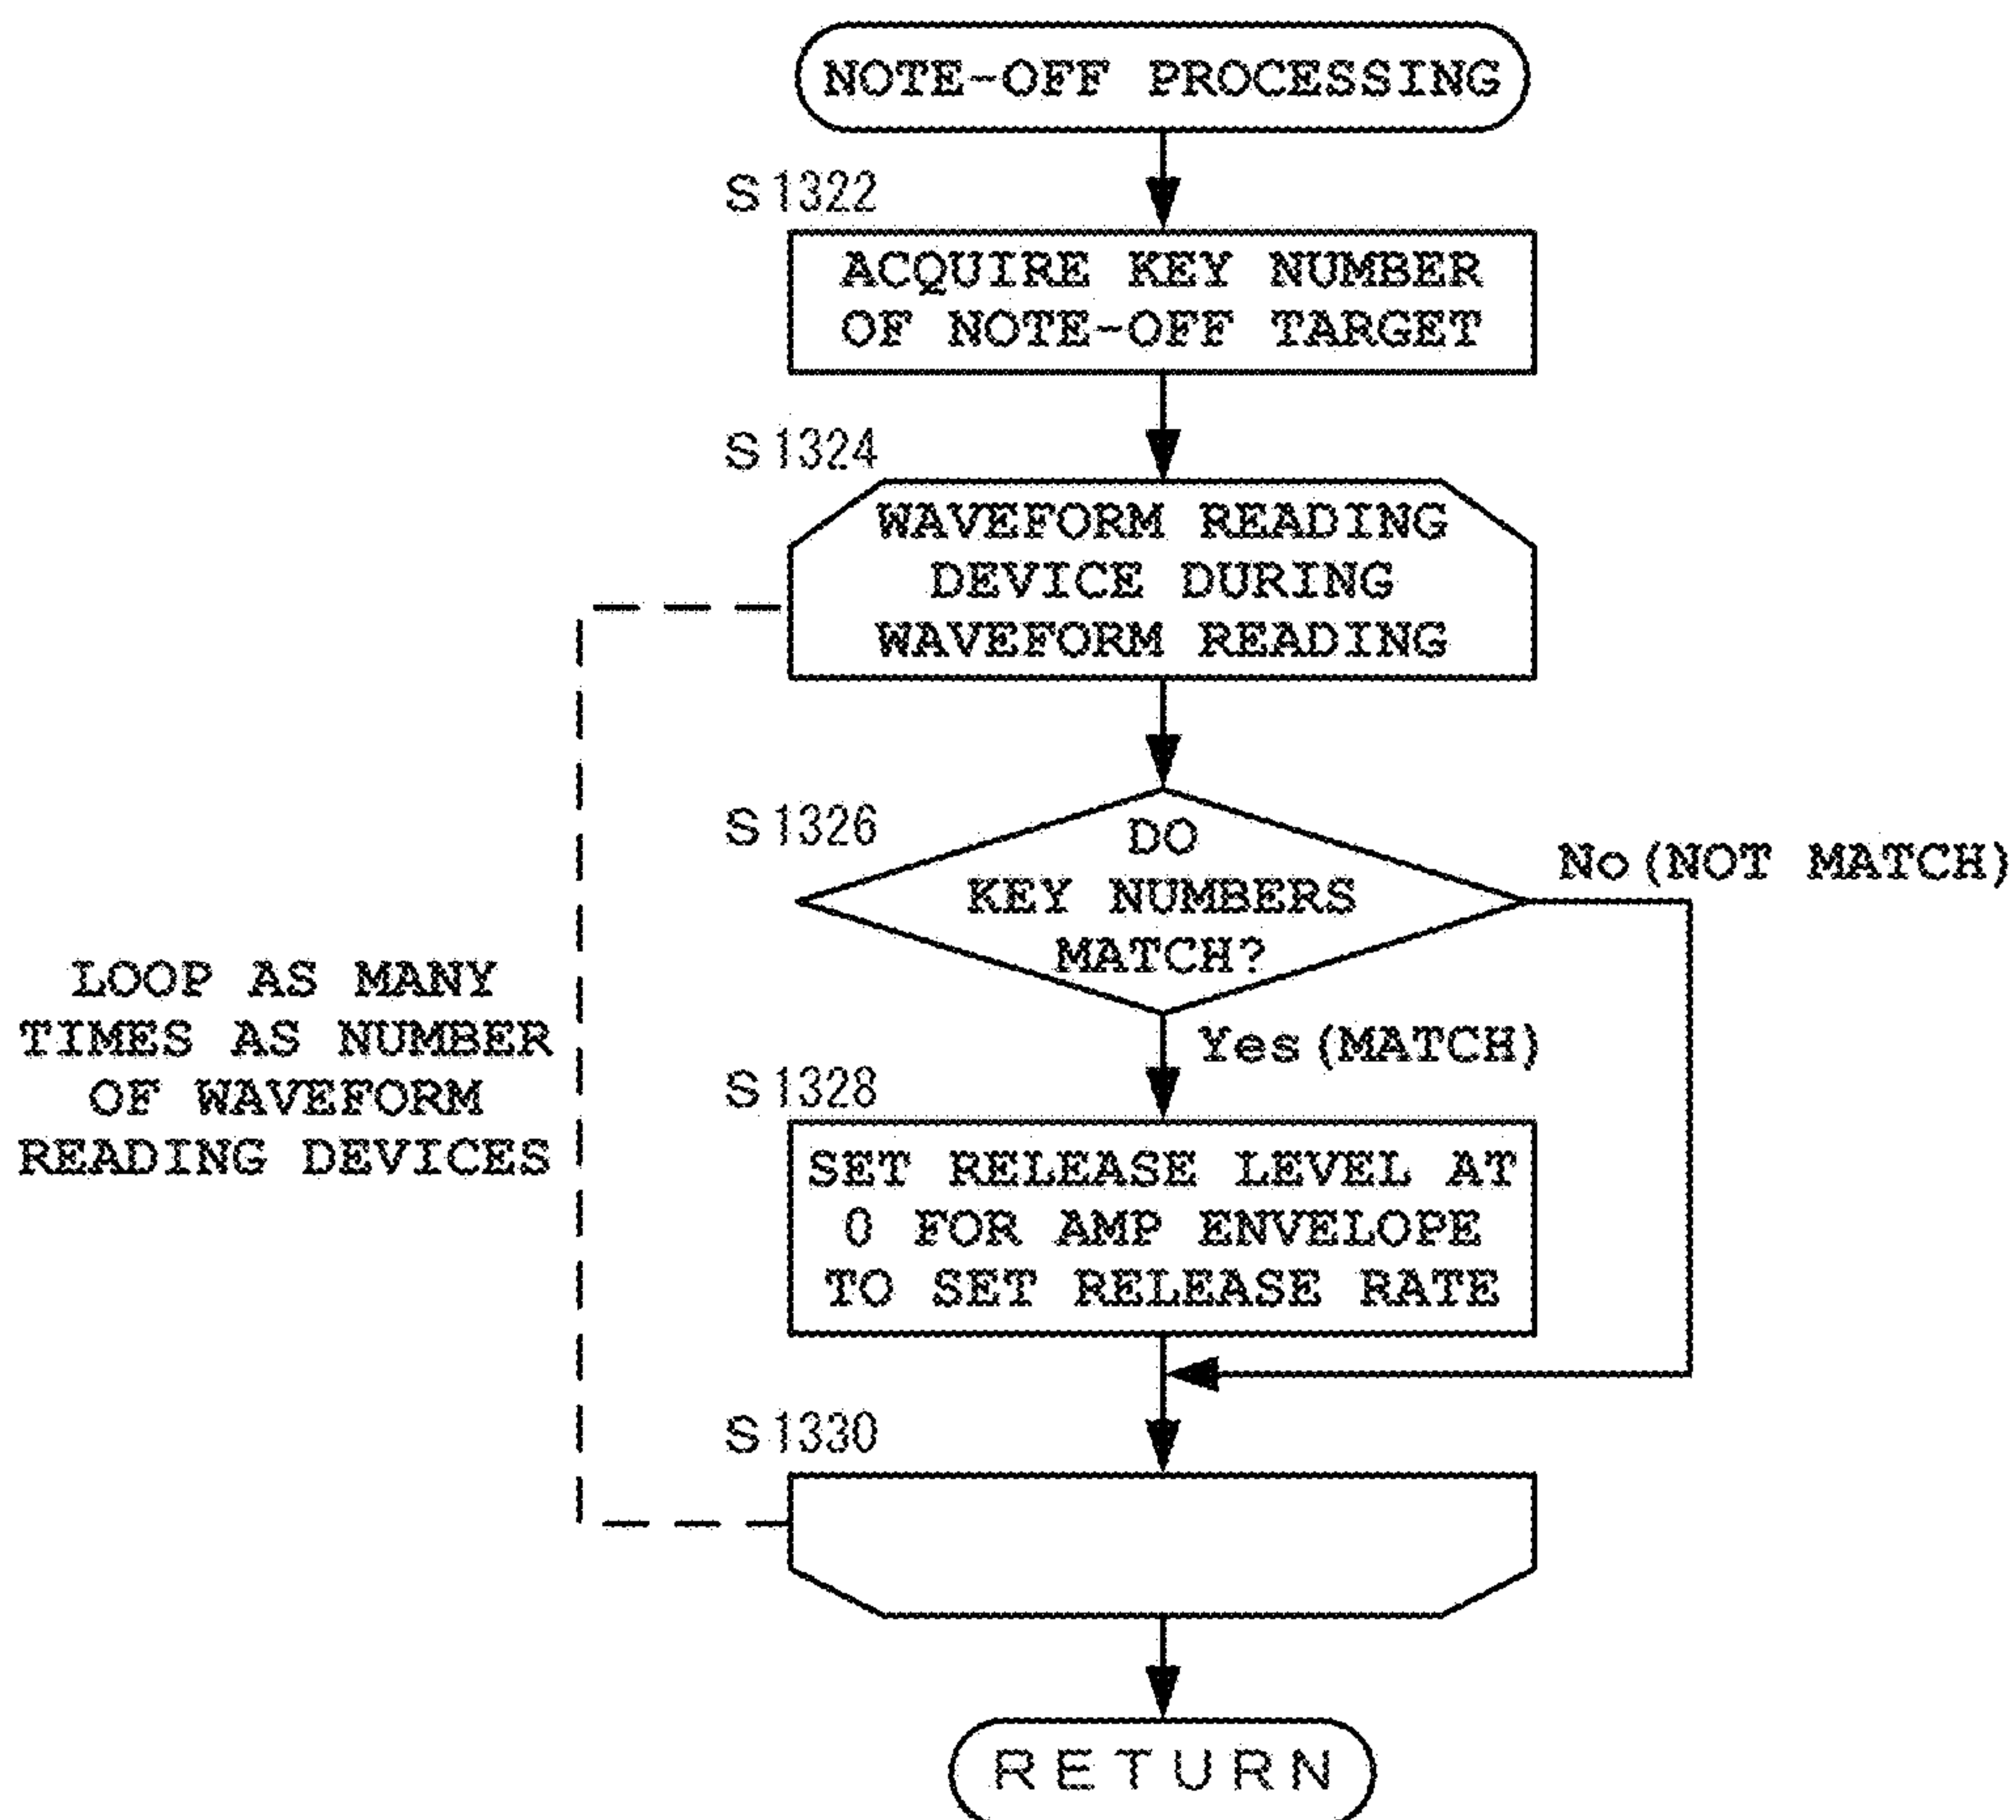 NOTE-OFF PROCESSING
S1322
ACQUIRE KEY NUMBER
OF NOTE-OFF TARGET
S1324
WAVEFORM READING
DEVICE DURING
WAVEFORM READING
S1326
DO
KEY NUMBERS
MATCH?
No (NOT MATCH)
Yes (MATCH)
LOOP AS MANY
TIMES AS NUMBER
OF WAVEFORM
READING DEVICES
S1328
SET RELEASE LEVEL AT
0 FOR AMP ENVELOPE
TO SET RELEASE RATE
S1330
RETURN